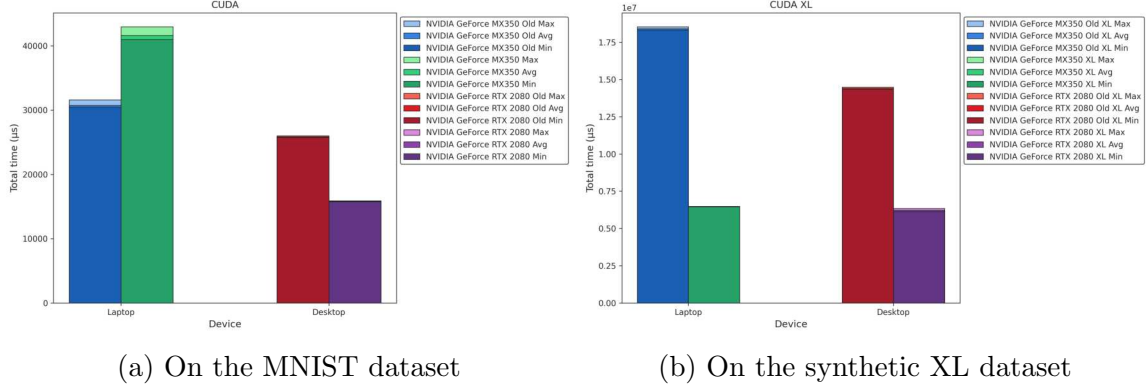 CUDA
Total time (µs)
40000
30000
20000
10000
0
Laptop
Desktop
Device
NVIDIA GeForce MX350 Old Max
NVIDIA GeForce MX350 Old Avg
NVIDIA GeForce MX350 Old Min
NVIDIA GeForce MX350 Max
NVIDIA GeForce MX350 Avg
NVIDIA GeForce MX350 Min
NVIDIA GeForce RTX 2080 Old Max
NVIDIA GeForce RTX 2080 Old Avg
NVIDIA GeForce RTX 2080 Old Min
NVIDIA GeForce RTX 2080 Max
NVIDIA GeForce RTX 2080 Avg
NVIDIA GeForce RTX 2080 Min
(a) On the MNIST dataset
CUDA XL
1e7
Total time (µs)
1.75
1.50
1.25
1.00
0.75
0.50
0.25
0.00
Laptop
Desktop
Device
NVIDIA GeForce MX350 Old XL Max
NVIDIA GeForce MX350 Old XL Avg
NVIDIA GeForce MX350 Old XL Min
NVIDIA GeForce MX350 XL Max
NVIDIA GeForce MX350 XL Avg
NVIDIA GeForce MX350 XL Min
NVIDIA GeForce RTX 2080 Old XL Max
NVIDIA GeForce RTX 2080 Old XL Avg
NVIDIA GeForce RTX 2080 Old XL Min
NVIDIA GeForce RTX 2080 XL Max
NVIDIA GeForce RTX 2080 XL Avg
NVIDIA GeForce RTX 2080 XL Min
(b) On the synthetic XL dataset